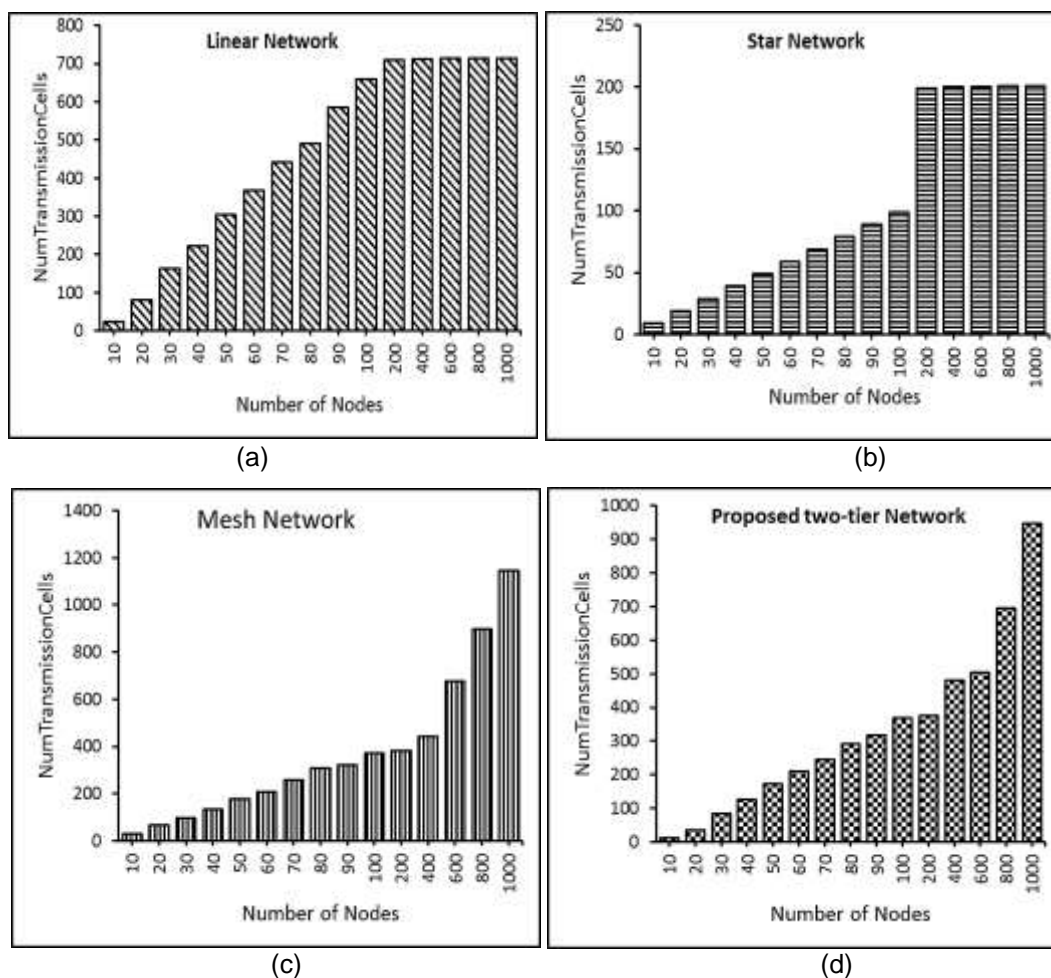 Linear Network
NumTransmissionCells
800
700
600
500
400
300
200
100
0
10 20 30 40 50 60 70 80 90 100 200 400 600 800 1000
Number of Nodes
(a)
Star Network
NumTransmissionCells
250
200
150
100
50
0
10 20 30 40 50 60 70 80 90 100 200 400 600 800 1000
Number of Nodes
(b)
Mesh Network
NumTransmissionCells
1400
1200
1000
800
600
400
200
0
10 20 30 40 50 60 70 80 90 100 200 400 600 800 1000
Number of Nodes
(c)
Proposed two-tier Network
NumTransmissionCells
1000
900
800
700
600
500
400
300
200
100
0
10 20 30 40 50 60 70 80 90 100 200 400 600 800 1000
Number of Nodes
(d)